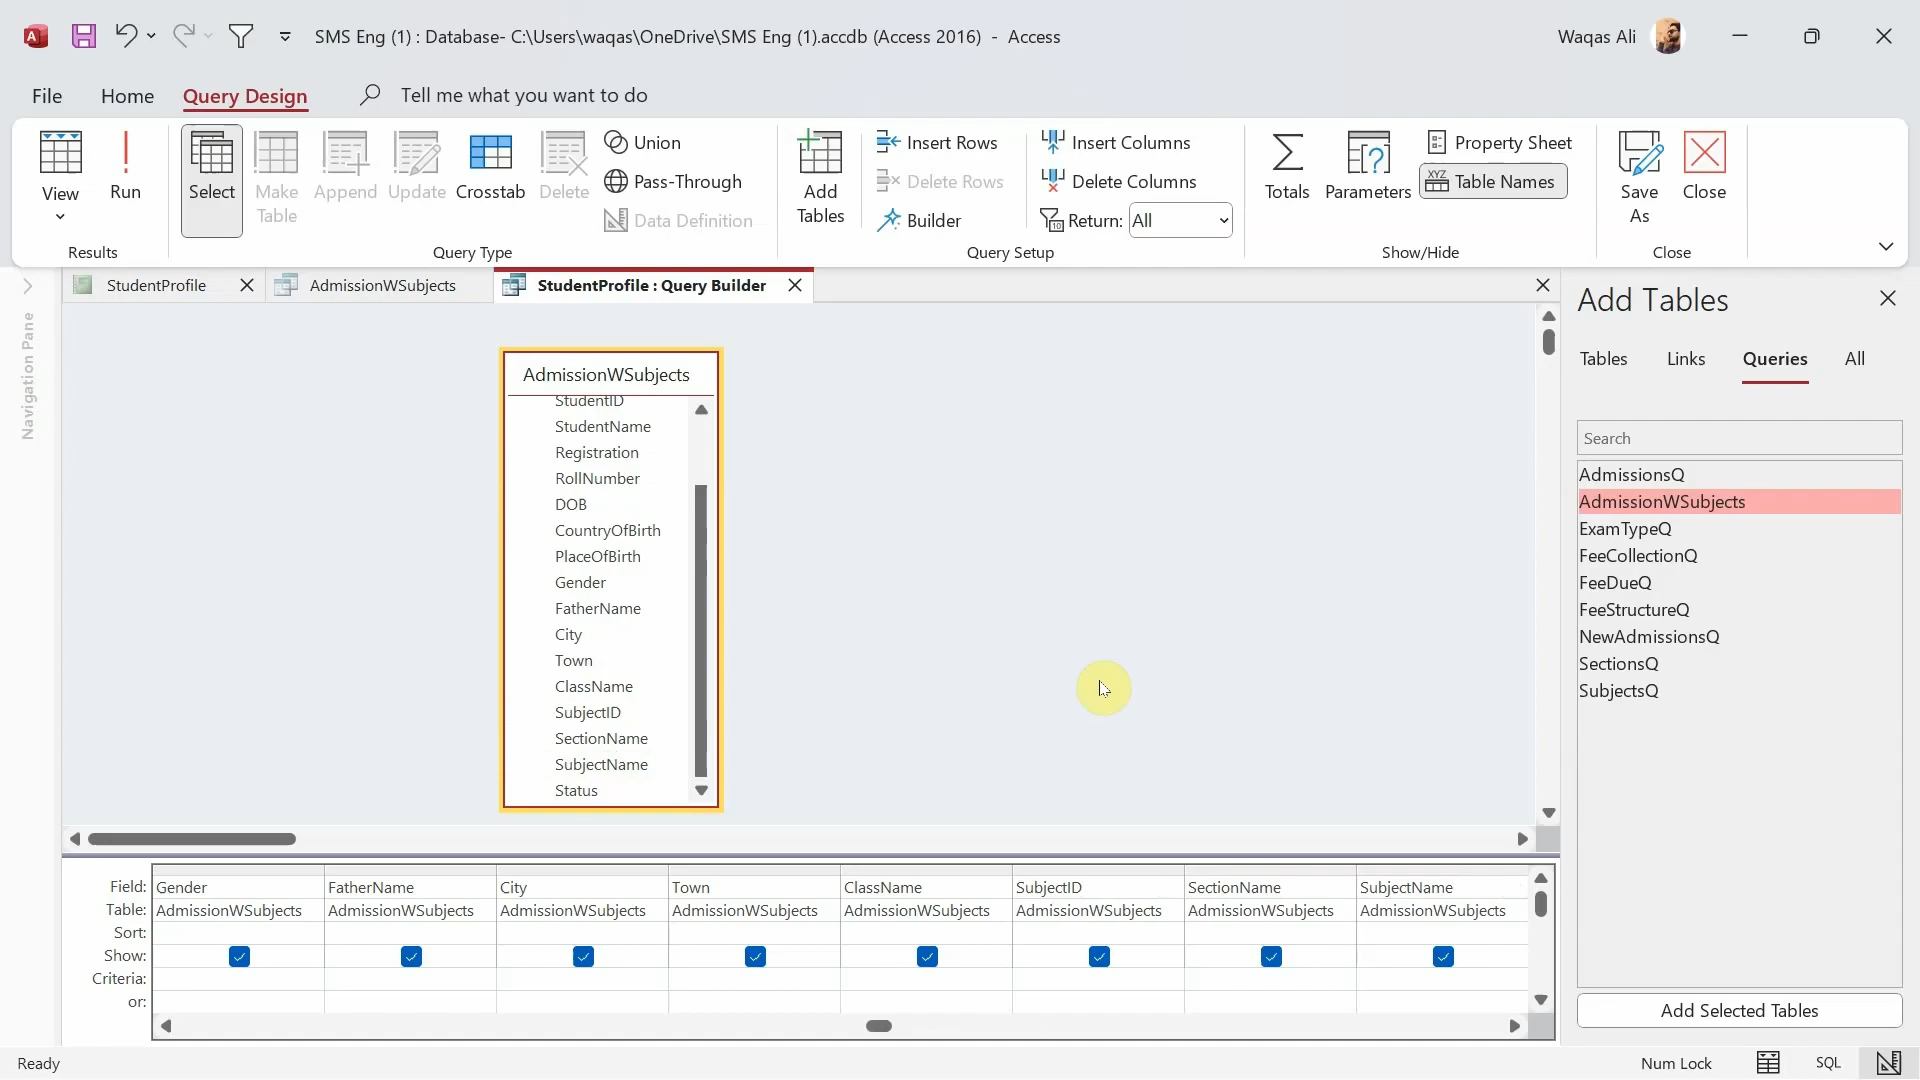 SMS Eng (1) : Database- C:\Users\waqas\OneDrive\SMS Eng (1).accdb (Access 2016) - Access
Waqas Ali
File
Home
Query Design
Tell me what you want to do
View
Run
Results
Select
Make Table
Append
Update
Crosstab
Delete
Union
Pass-Through
Data Definition
Query Type
Add Tables
Insert Rows
Delete Rows
Builder
Insert Columns
Delete Columns
Return: All
Query Setup
Totals
Parameters
Property Sheet
XYZ Table Names
Show/Hide
Save As
Close
Close
StudentProfile
AdmissionWSubjects
StudentProfile : Query Builder
Navigation Pane
AdmissionWSubjects
StudentID
StudentName
Registration
RollNumber
DOB
CountryOfBirth
PlaceOfBirth
Gender
FatherName
City
Town
ClassName
SubjectID
SectionName
SubjectName
Status
Add Tables
Tables Links Queries All
Search
AdmissionsQ
AdmissionWSubjects
ExamTypeQ
FeeCollectionQ
FeeDueQ
FeeStructureQ
NewAdmissionsQ
SectionsQ
SubjectsQ
Add Selected Tables
Field: Gender FatherName City Town ClassName SubjectID SectionName SubjectName
Table: AdmissionWSubjects AdmissionWSubjects AdmissionWSubjects AdmissionWSubjects AdmissionWSubjects AdmissionWSubjects AdmissionWSubjects AdmissionWSubjects
Sort:
Show:
Criteria:
or:
Ready
Num Lock
SQL